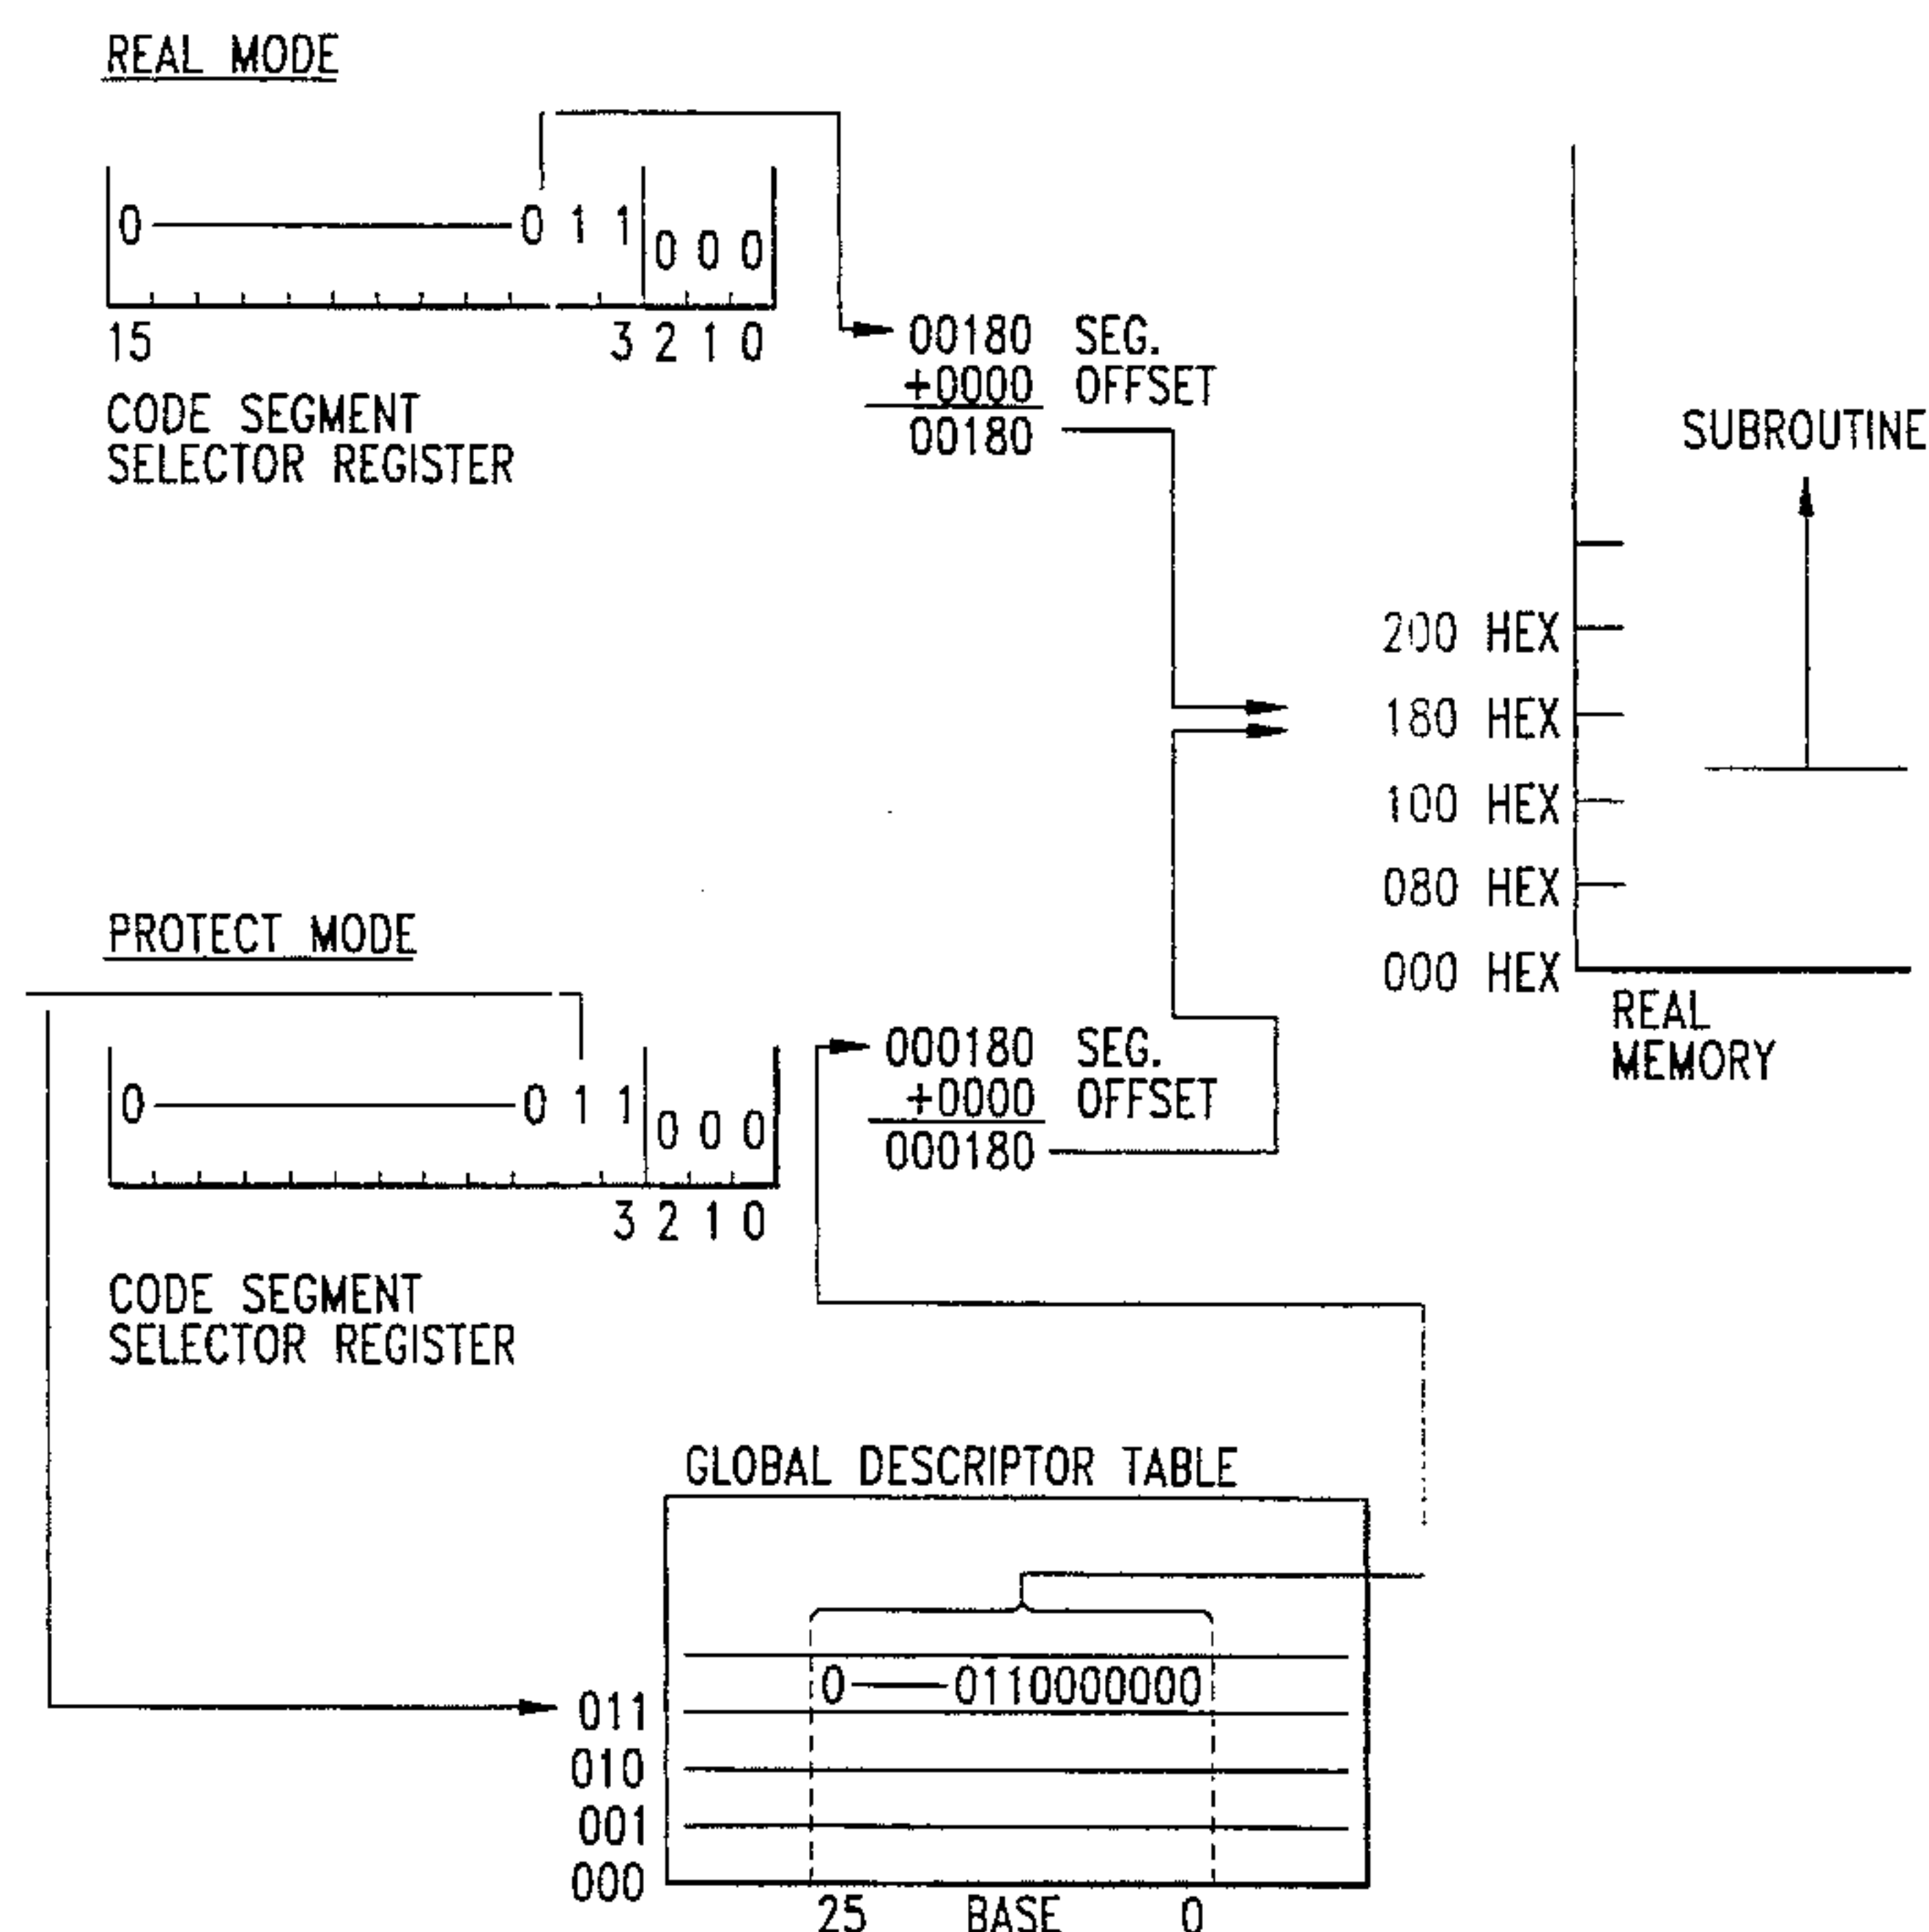 REAL MODE
0 0 1 1 0 0 0
15 3 2 1 0
CODE SEGMENT
SELECTOR REGISTER
00180 SEG.
+0000 OFFSET
00180
SUBROUTINE
200 HEX
180 HEX
100 HEX
080 HEX
000 HEX
REAL
MEMORY
PROTECT MODE
0 0 1 1 0 0 0
3 2 1 0
CODE SEGMENT
SELECTOR REGISTER
000180 SEG.
+0000 OFFSET
000180
GLOBAL DESCRIPTOR TABLE
0 0110000000
011
010
001
000
25 BASE 0